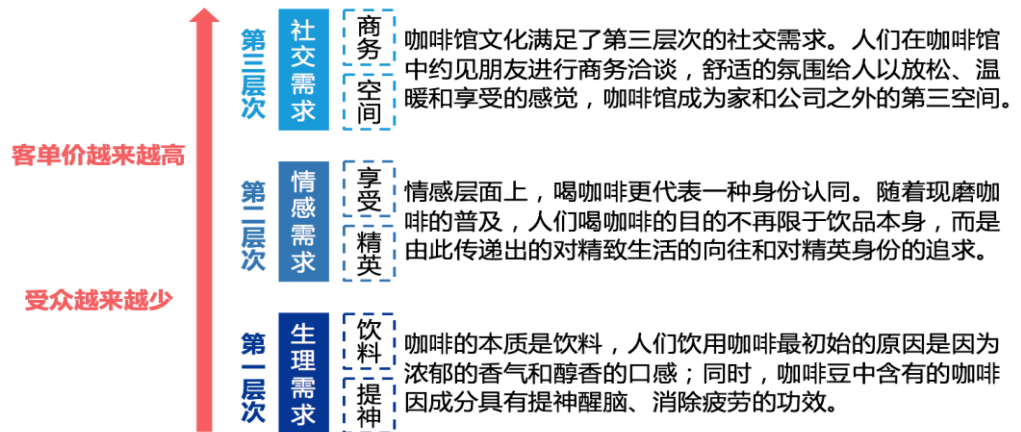 客单价越来越高
受众越来越少
第三层次
社交需求
商务
空间
咖啡馆文化满足了第三层次的社交需求。人们在咖啡馆
中约见朋友进行商务洽谈，舒适的氛围给人以放松、温
暖和享受的感觉，咖啡馆成为家和公司之外的第三空间。
第二层次
情感需求
享受
精英
情感层面上，喝咖啡更代表一种身份认同。随着现磨咖
啡的普及，人们喝咖啡的目的不再限于饮品本身，而是
由此传递出的对精致生活的向往和对精英身份的追求。
第一层次
生理需求
饮料
提神
咖啡的本质是饮料，人们饮用咖啡最初始的原因是因为
浓郁的香气和醇香的口感；同时，咖啡豆中含有的咖啡
因成分具有提神醒脑、消除疲劳的功效。